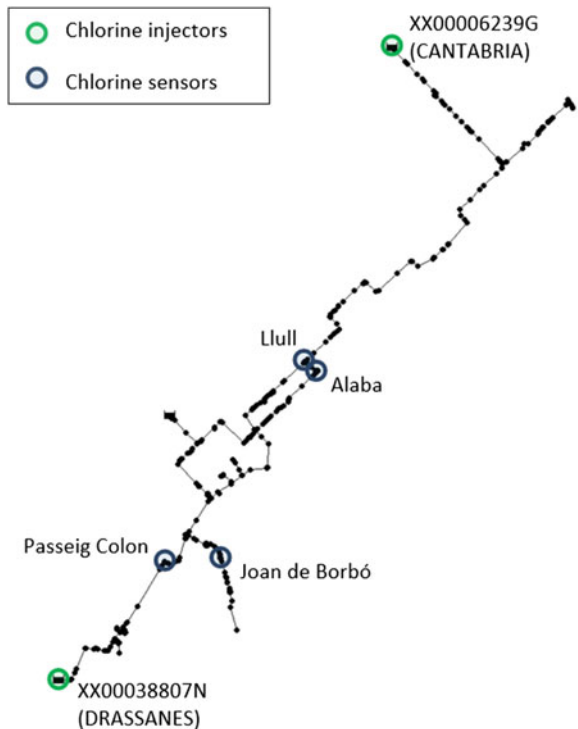 Chlorine injectors
Chlorine sensors
XX00006239G
(CANTABRIA)
Llull
Alaba
Passeig Colon
Joan de Borbó
XX00038807N
(DRASSANES)